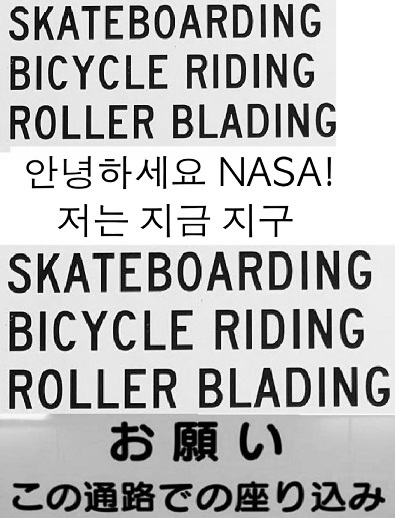 SKATEBOARDING
BICYCLE RIDING
ROLLER BLADING
안녕하세요 NASA!
저는 지금 지구
SKATEBOARDING
BICYCLE RIDING
ROLLER BLADING
お願い
この通路での座り込み